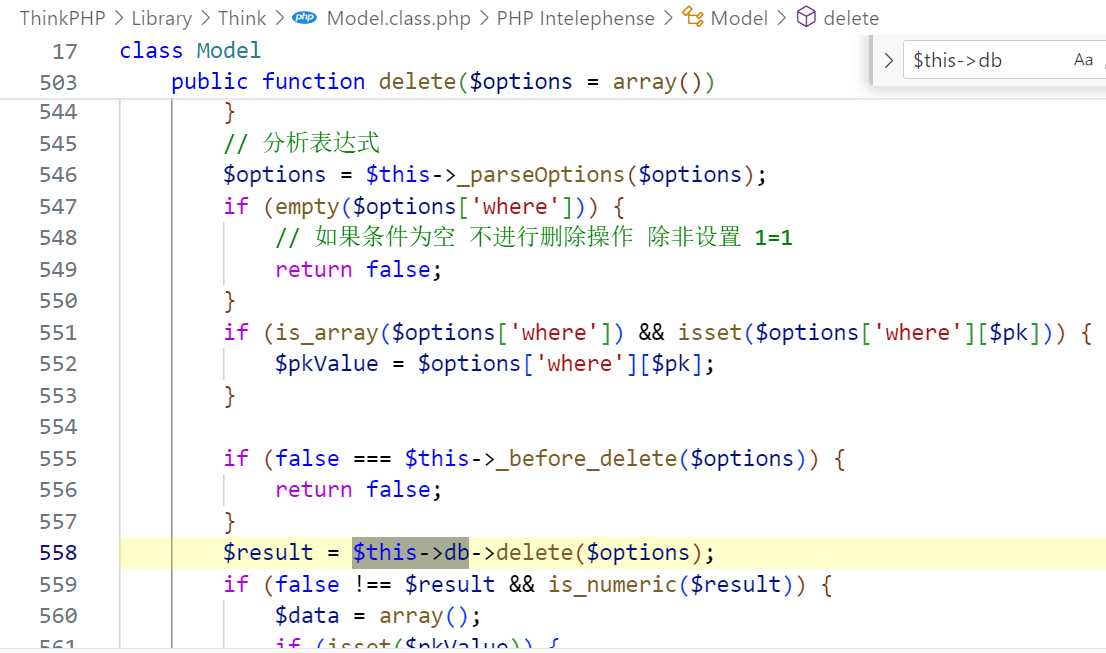 ThinkPHP > Library > Think > php Model.class.php > PHP Intelephense > Model > delete
17 class Model
503 public function delete($options = array())
$this->db Aa
544 }
545 // 分析表达式
546 $options = $this->_parseOptions($options);
547 if (empty($options['where'])) {
548 // 如果条件为空 不进行删除操作 除非设置 1=1
549 return false;
550 }
551 if (is_array($options['where']) && isset($options['where'][$pk])) {
552 $pkValue = $options['where'][$pk];
553 }
554
555 if (false === $this->_before_delete($options)) {
556 return false;
557 }
558 $result = $this->db->delete($options);
559 if (false !== $result && is_numeric($result)) {
560 $data = array();
561 if (isset($pkValue)) {